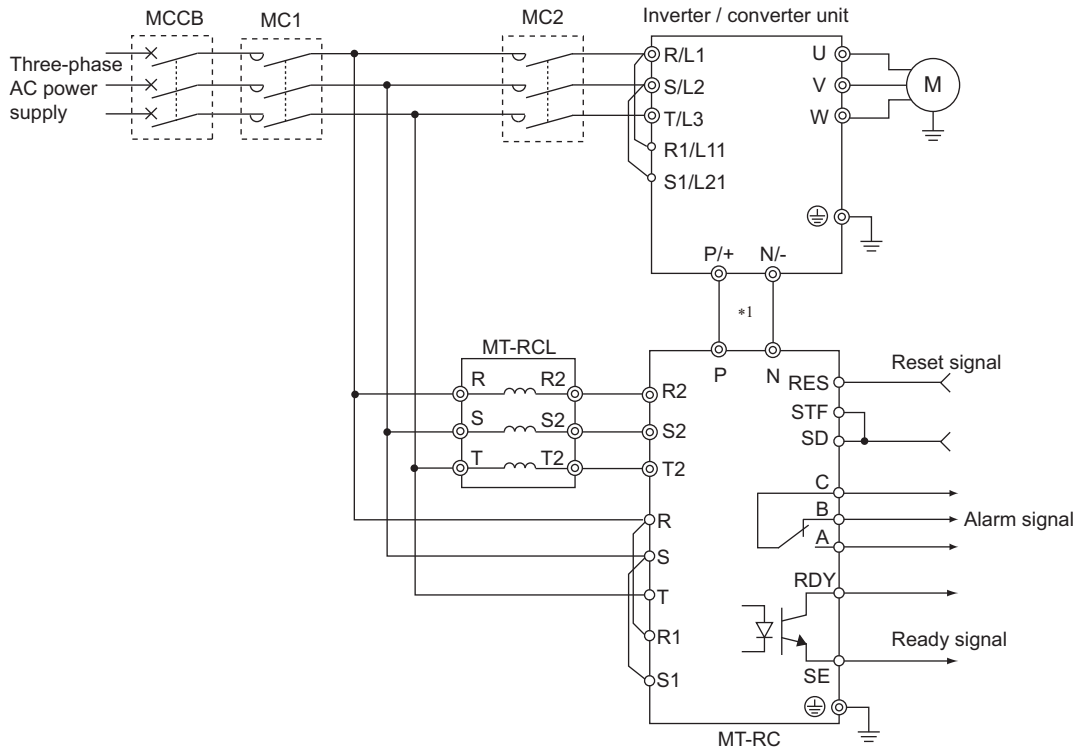 MCCB
MC1
MC2
Inverter / converter unit
Three-phase
AC power
supply
R/L1
S/L2
T/L3
R1/L11
S1/L21
U
V
W
M
P/+
N/-
*1
MT-RCL
R
R2
S
S2
T
T2
P
N
R2
S2
T2
R
S
T
R1
S1
RES
Reset signal
STF
SD
C
B
Alarm signal
A
RDY
Ready signal
SE
MT-RC